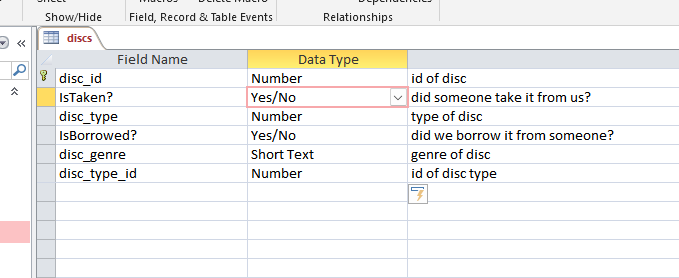 Show/Hide
Field, Record & Table Events
Relationships
discs
Field Name Data Type
disc_id Number id of disc
IsTaken? Yes/No did someone take it from us?
disc_type Number type of disc
IsBorrowed? Yes/No did we borrow it from someone?
disc_genre Short Text genre of disc
disc_type_id Number id of disc type